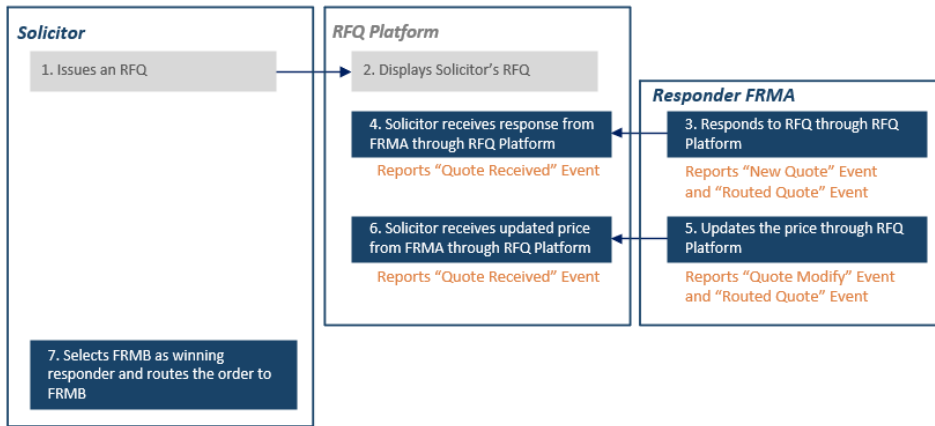 Solicitor
1. Issues an RFQ
7. Selects FRMB as winning
responder and routes the order to
FRMB
RFQ Platform
2. Displays Solicitor's RFQ
4. Solicitor receives response from
FRMA through RFQ Platform
Reports "Quote Received" Event
6. Solicitor receives updated price
from FRMA through RFQ Platform
Reports "Quote Received" Event
Responder FRMA
3. Responds to RFQ through RFQ
Platform
Reports "New Quote" Event
and "Routed Quote" Event
5. Updates the price through RFQ
Platform
Reports "Quote Modify" Event
and "Routed Quote" Event